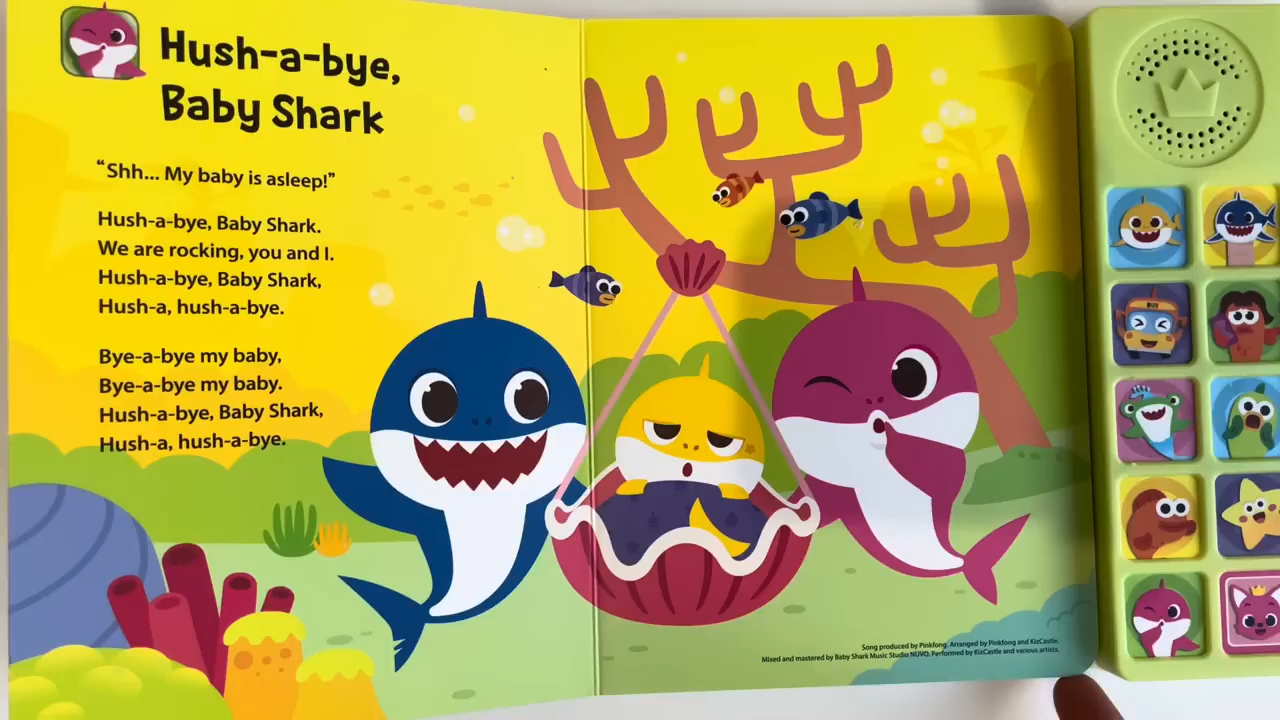 Hush-a-bye,
Baby Shark
“Shh... My baby is asleep!”
Hush-a-bye, Baby Shark.
We are rocking, you and I.
Hush-a-bye, Baby Shark,
Hush-a, hush-a-bye.
Bye-a-bye my baby,
Bye-a-bye my baby.
Hush-a-bye, Baby Shark,
Hush-a, hush-a-bye.
Song produced by Pinkfong. Arranged by Pinkfong and KizCastle.
Mixed and mastered by Baby Shark Music Studio NUVO. Performed by KizCastle and various artists.
BUS